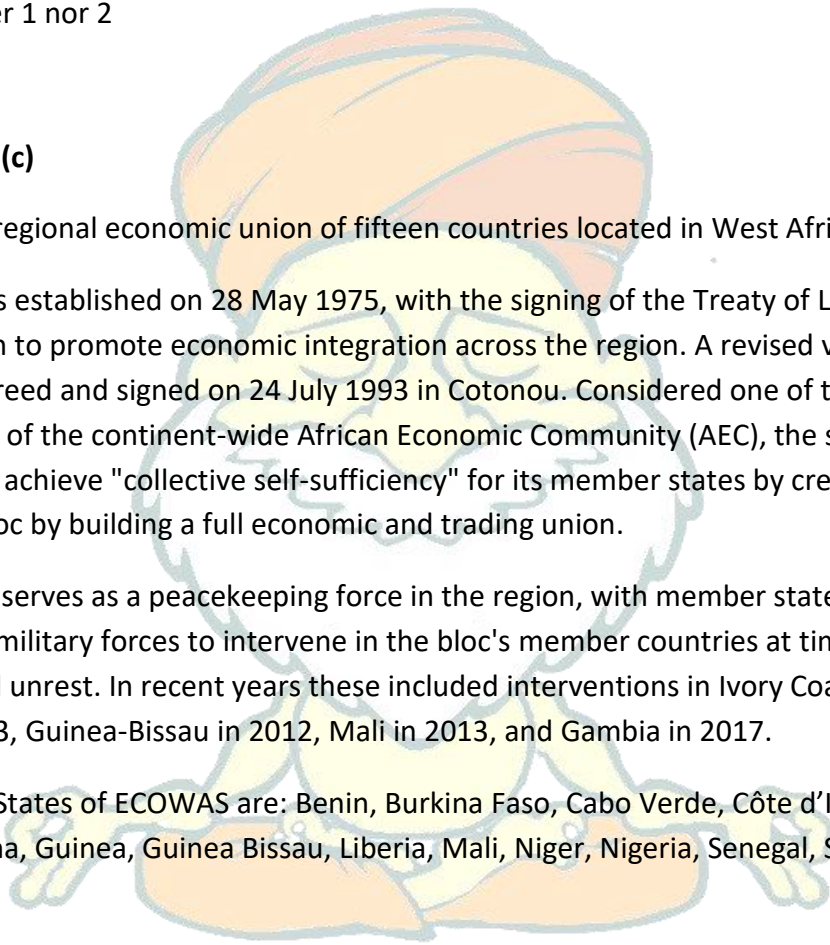 er 1 nor 2
(c)
regional economic union of fifteen countries located in West Afri
s established on 28 May 1975, with the signing of the Treaty of L
n to promote economic integration across the region. A revised v
reed and signed on 24 July 1993 in Cotonou. Considered one of t
of the continent-wide African Economic Community (AEC), the s
achieve "collective self-sufficiency" for its member states by cre
oc by building a full economic and trading union.
serves as a peacekeeping force in the region, with member state
military forces to intervene in the bloc's member countries at tim
l unrest. In recent years these included interventions in Ivory Coa
3, Guinea-Bissau in 2012, Mali in 2013, and Gambia in 2017.
States of ECOWAS are: Benin, Burkina Faso, Cabo Verde, Côte d’I
na, Guinea, Guinea Bissau, Liberia, Mali, Niger, Nigeria, Senegal, S